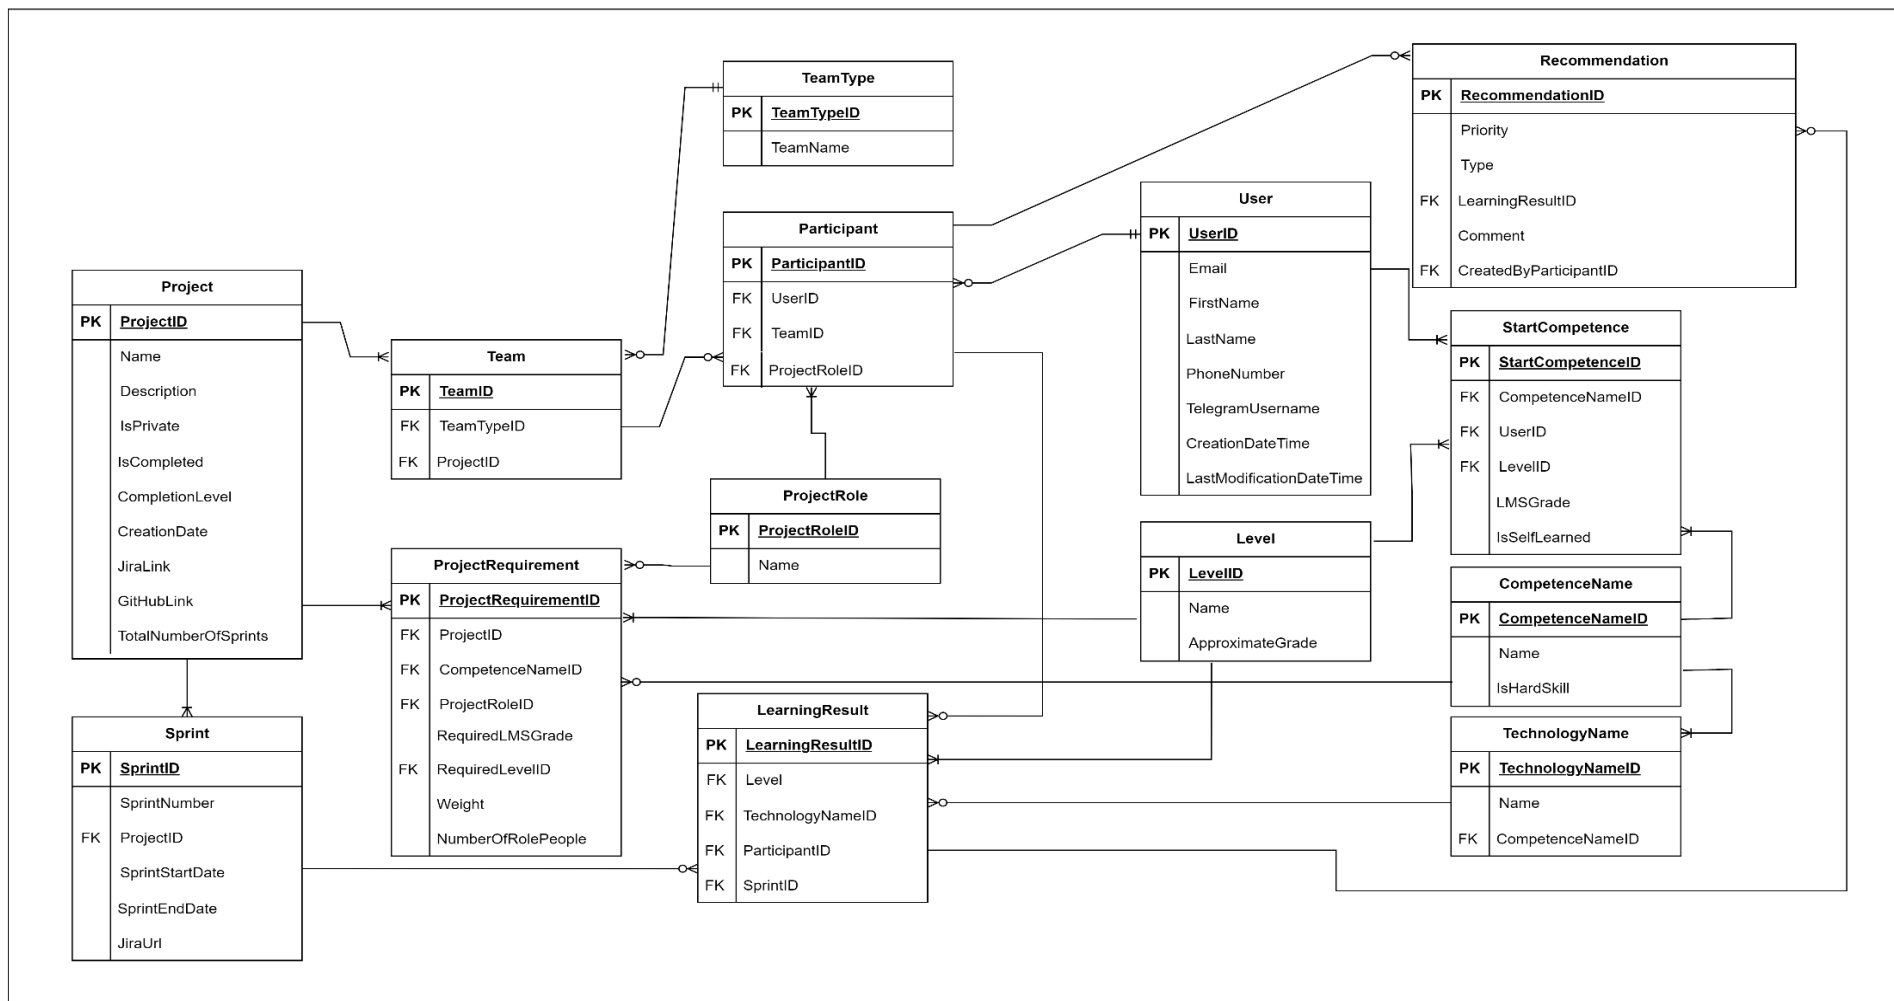 TeamType
PK TeamTypeID
TeamName
Recommendation
PK RecommendationID
Priority
Type
FK LearningResultID
Comment
FK CreatedByParticipantID
Participant
PK ParticipantID
FK UserID
FK TeamID
FK ProjectRoleID
User
PK UserID
Email
FirstName
LastName
PhoneNumber
TelegramUsername
CreationDateTime
LastModificationDateTime
Project
PK ProjectID
Name
Description
IsPrivate
IsCompleted
CompletionLevel
CreationDate
JiraLink
GitHubLink
TotalNumberOfSprints
Team
PK TeamID
FK TeamTypeID
FK ProjectID
StartCompetence
PK StartCompetenceID
FK CompetenceNameID
FK UserID
FK LevelID
LMSGrade
IsSelfLearned
ProjectRole
PK ProjectRoleID
Name
Level
PK LevelID
Name
ApproximateGrade
ProjectRequirement
PK ProjectRequirementID
FK ProjectID
FK CompetenceNameID
FK ProjectRoleID
RequiredLMSGrade
FK RequiredLevelID
Weight
NumberOfRolePeople
CompetenceName
PK CompetenceNameID
Name
IsHardSkill
Sprint
PK SprintID
SprintNumber
FK ProjectID
SprintStartDate
SprintEndDate
JiraUrl
LearningResult
PK LearningResultID
FK Level
FK TechnologyNameID
FK ParticipantID
FK SprintID
TechnologyName
PK TechnologyNameID
Name
FK CompetenceNameID